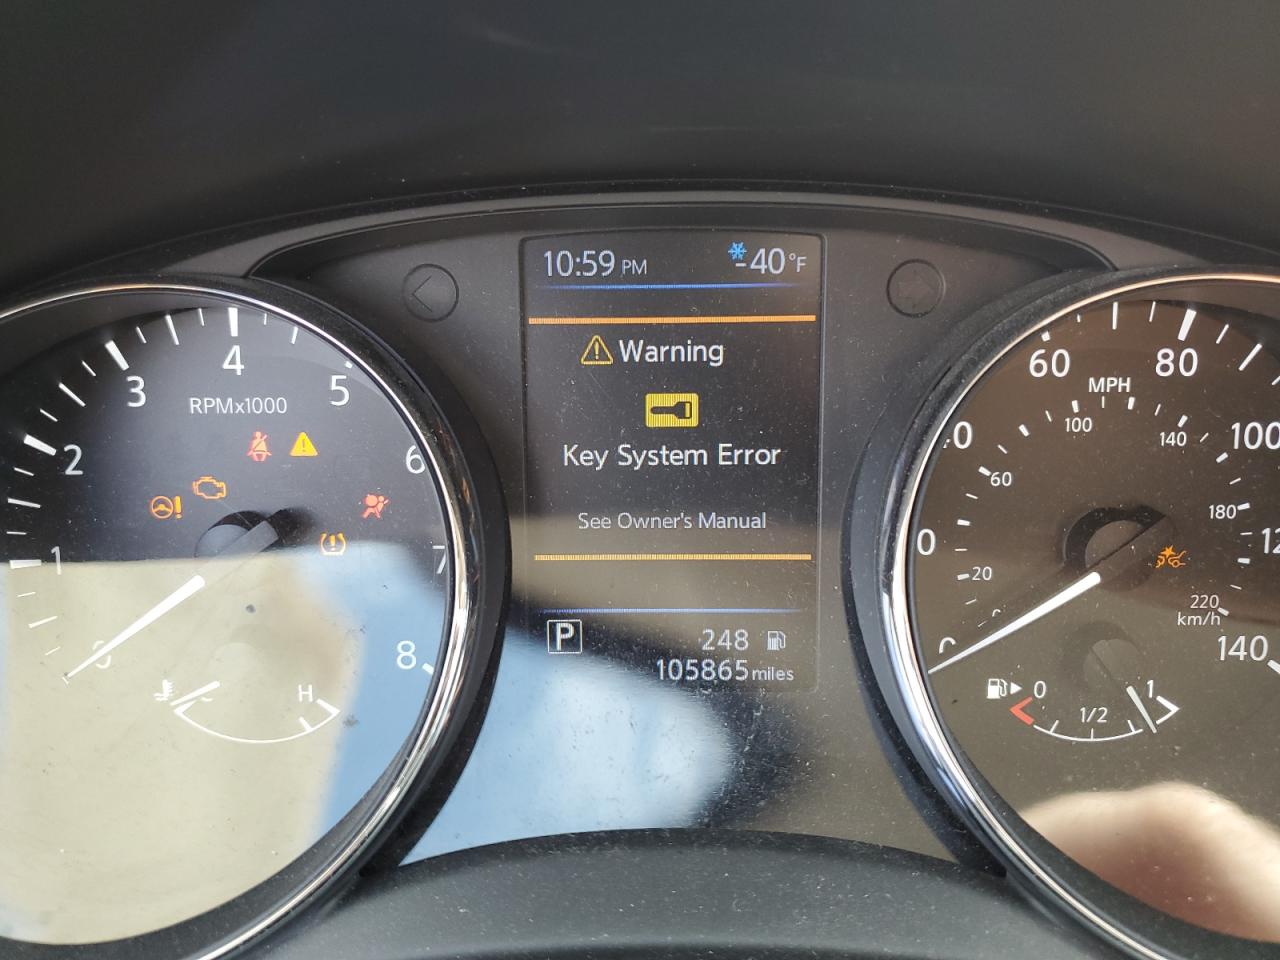 10:59 PM -40°F
Warning
Key System Error
See Owner's Manual
P 248
105865 miles
1
2
3
4
5
6
7
8
RPMx1000
H
0
20
60
80
100
140
MPH
20
60
100
140
180
220
km/h
0 1/2 1